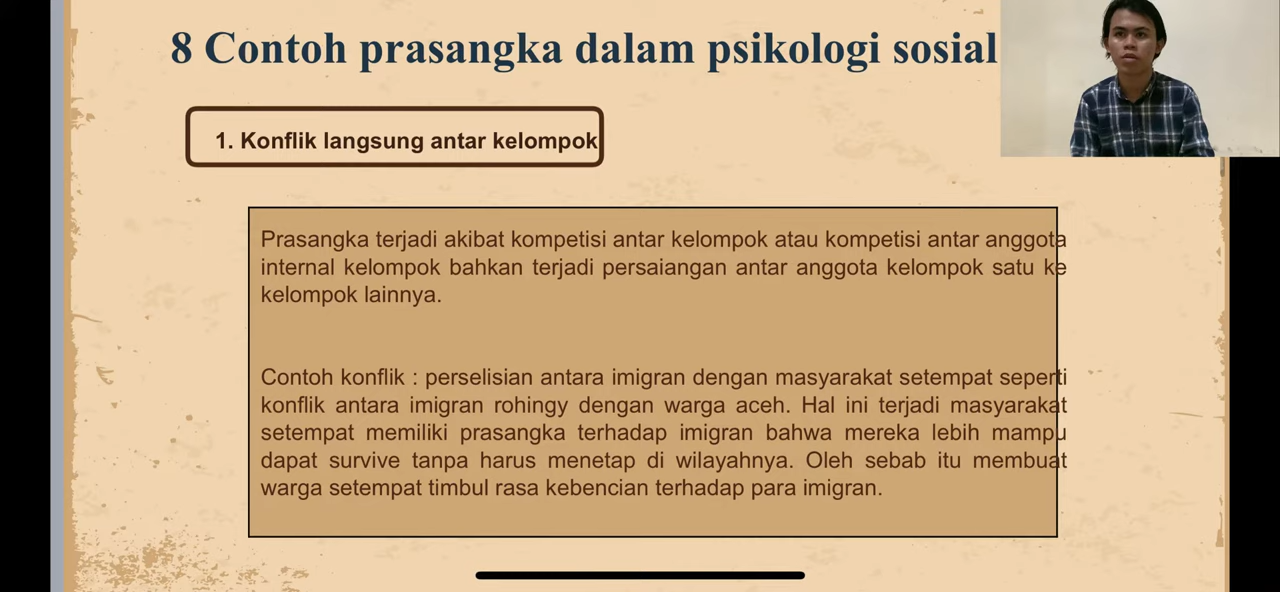 8 Contoh prasangka dalam psikologi sosial
1. Konflik langsung antar kelompok
Prasangka terjadi akibat kompetisi antar kelompok atau kompetisi antar anggota
internal kelompok bahkan terjadi persaiangan antar anggota kelompok satu ke
kelompok lainnya.
Contoh konflik : perselisian antara imigran dengan masyarakat setempat seperti
konflik antara imigran rohingy dengan warga aceh. Hal ini terjadi masyarakat
setempat memiliki prasangka terhadap imigran bahwa mereka lebih mampu
dapat survive tanpa harus menetap di wilayahnya. Oleh sebab itu membuat
warga setempat timbul rasa kebencian terhadap para imigran.